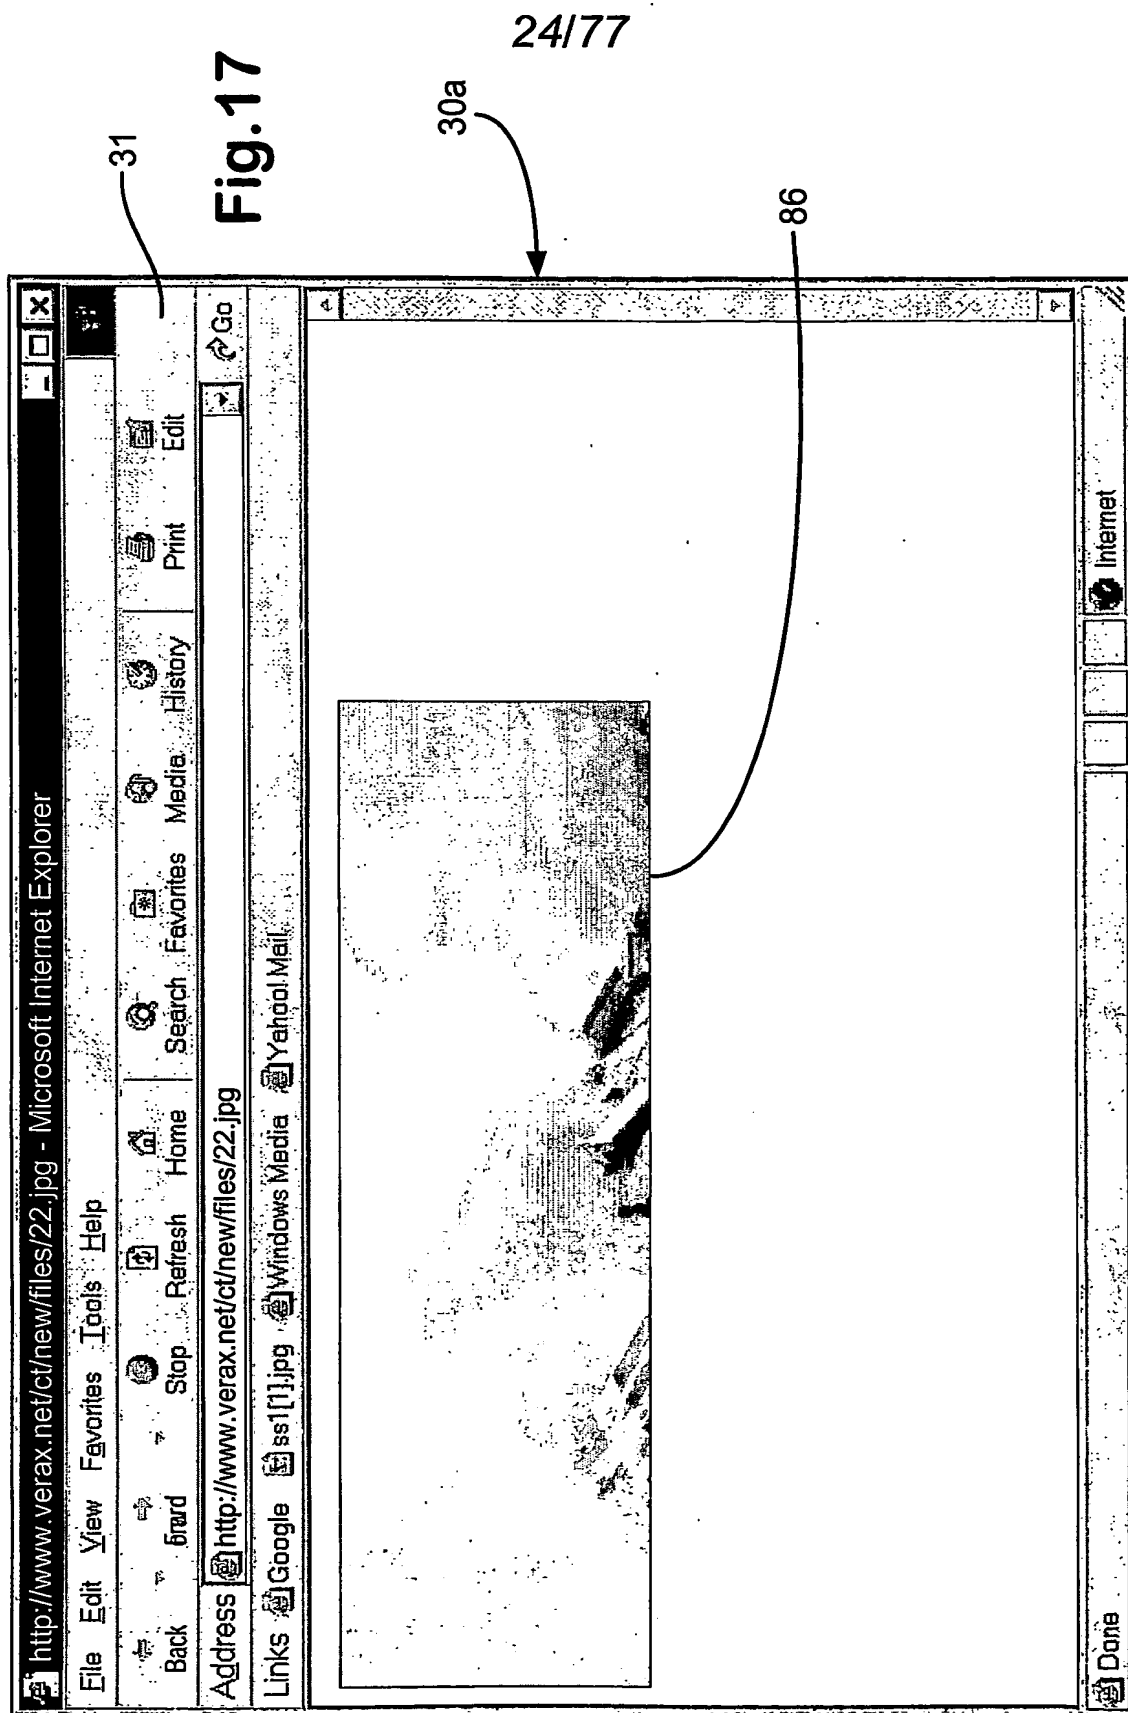 24/77
Fig.17
http://www.verax.net/ct/new/files/22.jpg - Microsoft Internet Explorer
File Edit View Favorites Tools Help
Back Stop Refresh Home Search Favorites Media History Print Edit
31
Address http://www.verax.net/ct/new/files/22.jpg Go
Links Google ss1[1].jpg Windows Media Yahoo! Mail
30a
86
Done Internet